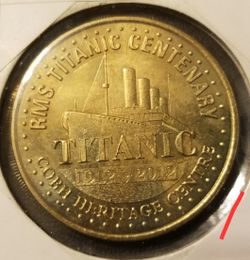 RMS TITANIC CENTENARY
TITANIC
1912 - 2012
COBH HERITAGE CENTRE